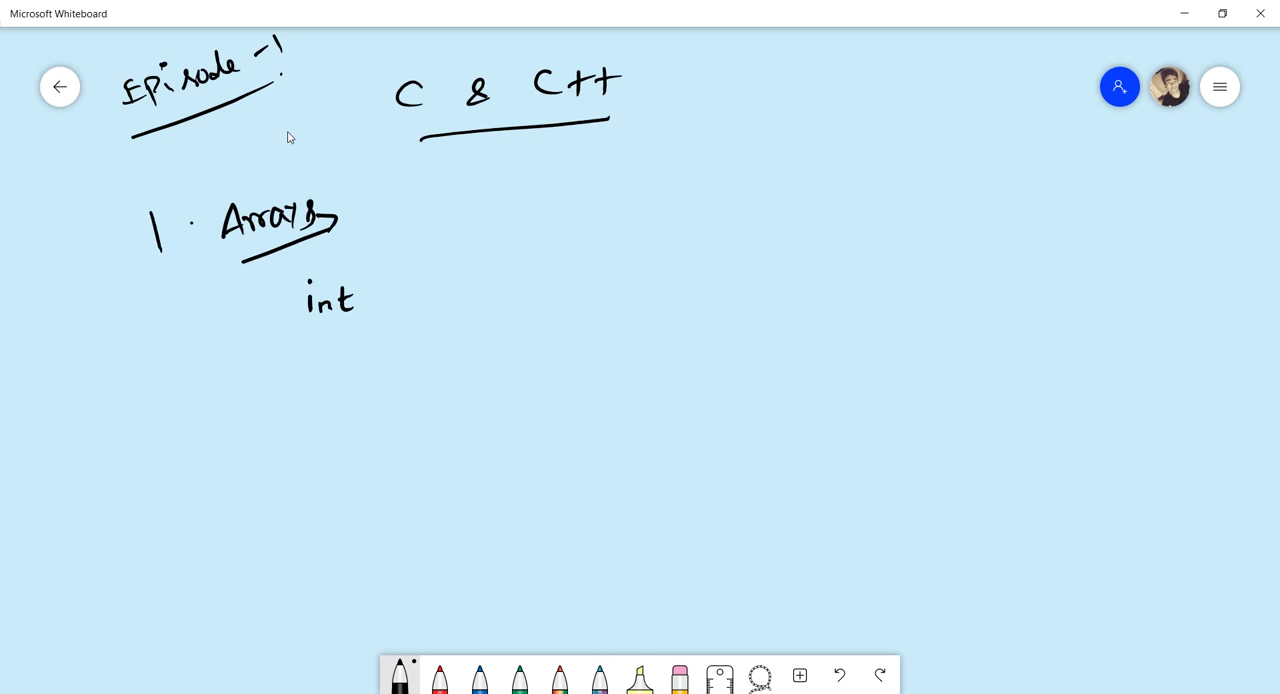 Microsoft Whiteboard
Episode -1
C & C++
1. Arrays
int